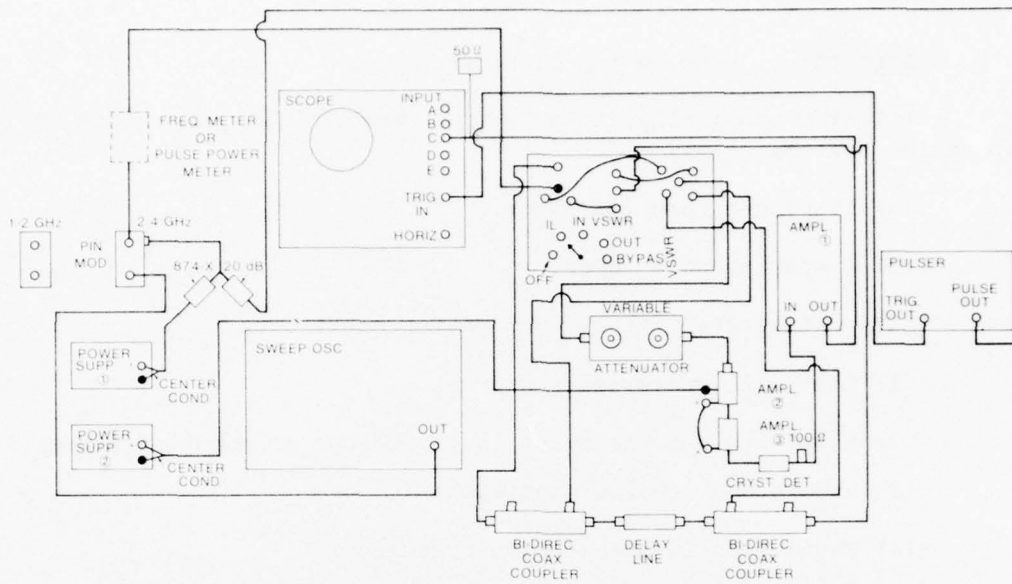 50 Ω
SCOPE
INPUT
A
B
C
D
E
TRIG
IN
HORIZ
FREQ. METER
OR
PULSE POWER
METER
1-2 GHz
2-4 GHz
PIN
MOD
874 X
20 dB
IL
IN VSWR
OUT
BYPAS
OFF
VSWR
AMPL
①
IN OUT
PULSER
TRIG
OUT
PULSE
OUT
VARIABLE
ATTENUATOR
POWER
SUPP
①
CENTER
COND
SWEEP OSC
OUT
POWER
SUPP
②
CENTER
COND
AMPL
②
AMPL.
③
100 Ω
CRYST DET
BI-DIREC
COAX
COUPLER
DELAY
LINE
BI-DIREC
COAX
COUPLER